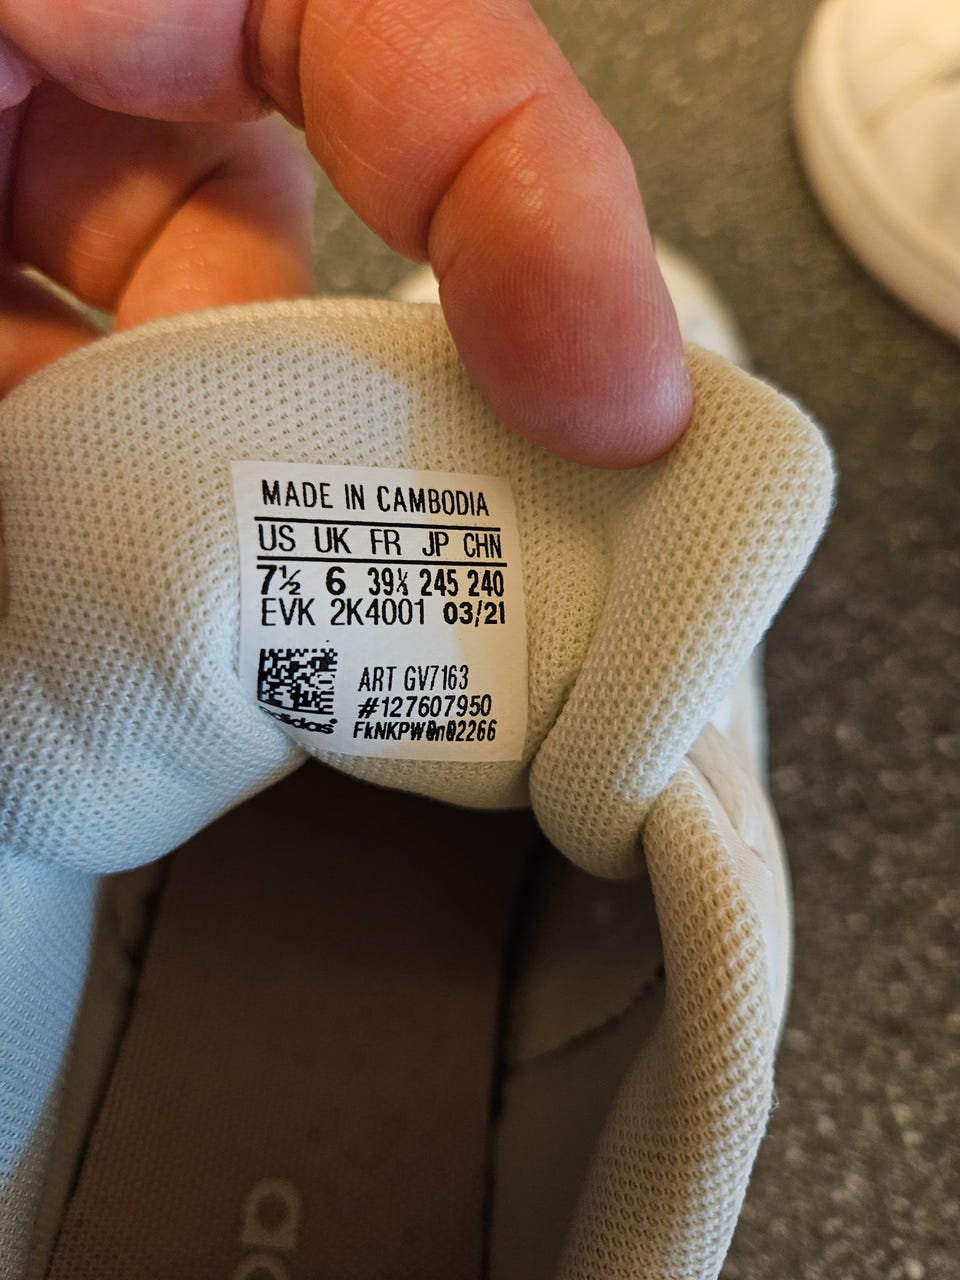 MADE IN CAMBODIA
US UK FR JP CHN
7½ 6 39⅓ 245 240
EVK 2K4001 03/21
ART GV7163
#127607950
adidas®